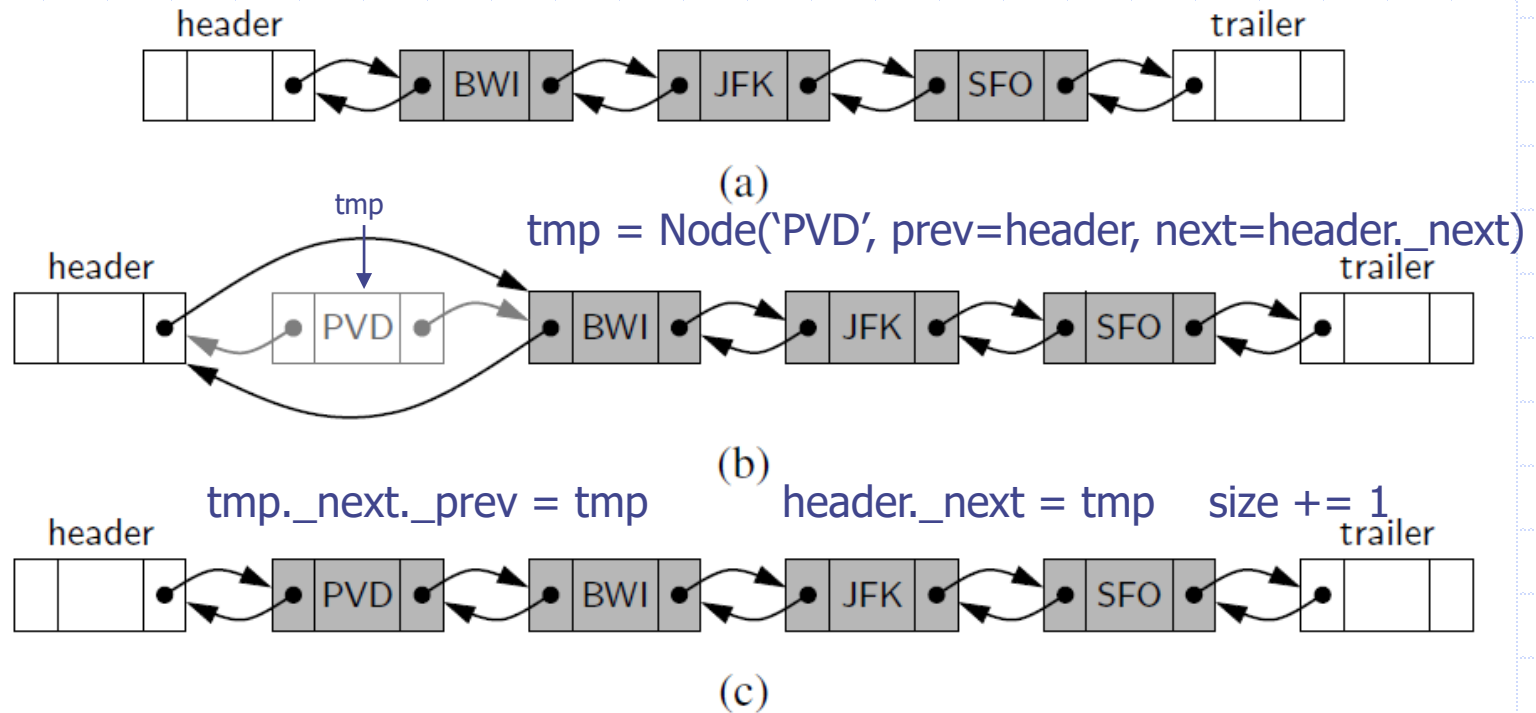 header trailer
BWI JFK SFO
(a)
tmp
tmp = Node(‘PVD’, prev=header, next=header._next)
header trailer
PVD BWI JFK SFO
(b)
tmp._next._prev = tmp header._next = tmp size += 1
header trailer
PVD BWI JFK SFO
(c)